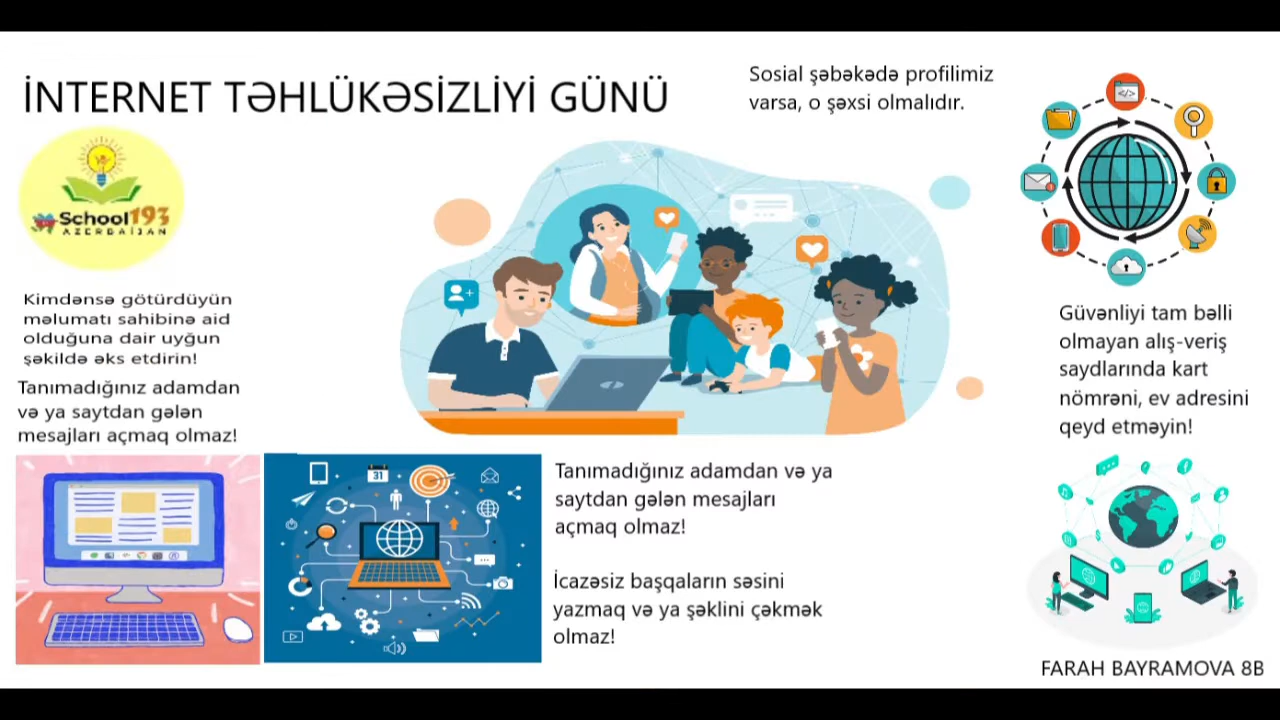 İNTERNET TƏHLÜKƏSİZLİYİ GÜNÜ
School193
AZERBAIJAN
Kimdənsə götürdüyün
məlumatı sahibinə aid
olduğuna dair uyğun
şəkildə əks etdirin!
Tanımadığınız adamdan
və ya saytdan gələn
mesajları açmaq olmaz!
Sosial şəbəkədə profilimiz
varsa, o şəxsi olmalıdır.
31
Tanımadığınız adamdan və ya
saytdan gələn mesajları
açmaq olmaz!
İcazəsiz başqaların səsini
yazmaq və ya şəklini çəkmək
olmaz!
Güvənliyi tam bəlli
olmayan alış-veriş
saydlarında kart
nömrəni, ev adresini
qeyd etməyin!
FARAH BAYRAMOVA 8B